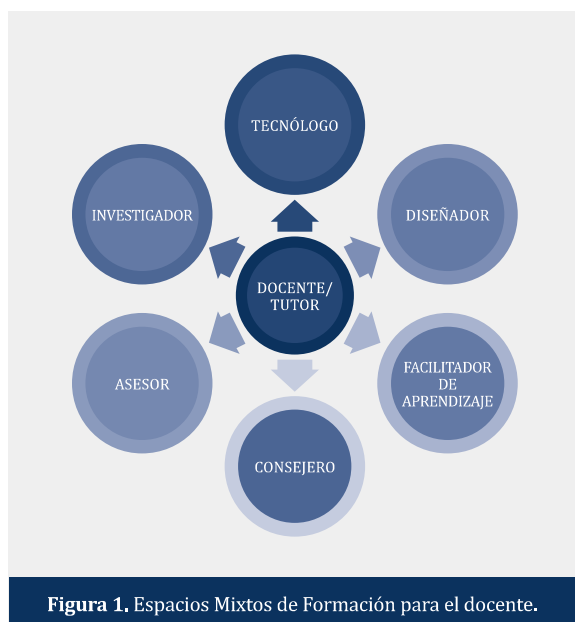 TECNÓLOGO
INVESTIGADOR
DISEÑADOR
DOCENTE/
TUTOR
ASESOR
FACILITADOR
DE
APRENDIZAJE
CONSEJERO
Figura 1. Espacios Mixtos de Formación para el docente.